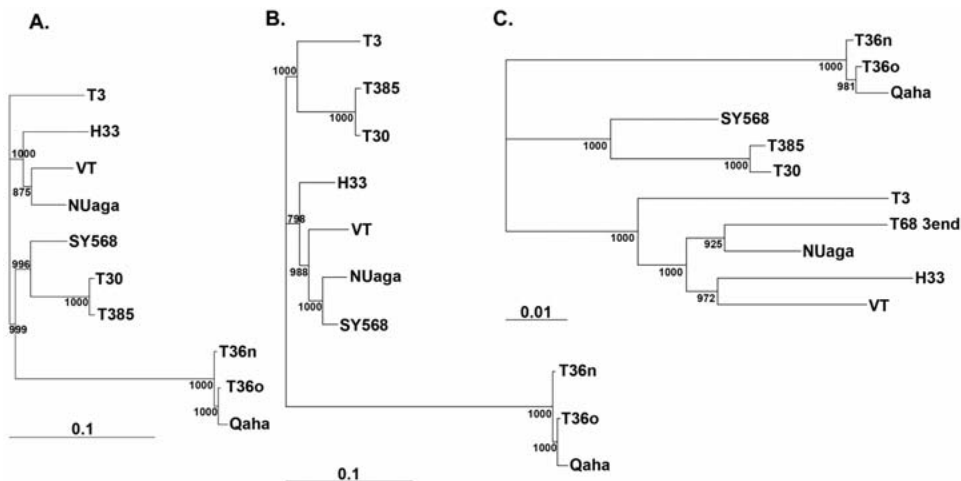 A.
T3
H33
1000
VT
875
NUaga
SY568
996
T30
1000
T385
999
T36n
1000
T36o
1000
Qaha
0.1
B.
T3
1000
T385
1000
T30
H33
798
VT
988
NUaga
1000
SY568
T36n
1000
T36o
1000
Qaha
0.1
C.
T36n
1000
T36o
981
Qaha
SY568
1000
T385
1000
T30
T3
1000
T68 3end
925
NUaga
1000
H33
972
VT
0.01